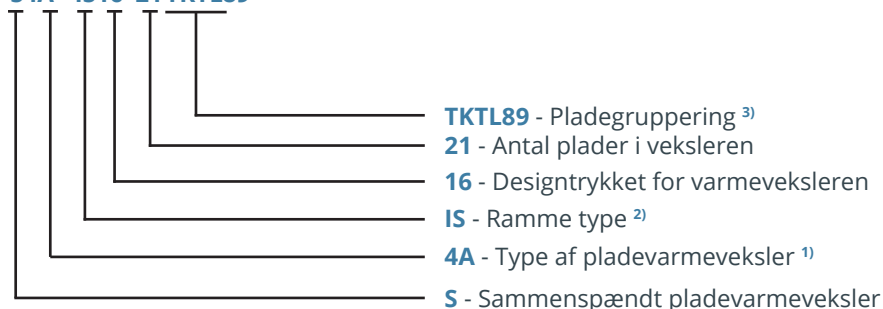 TKTL89 - Pladegruppering 3)
21 - Antal plader i veksleren
16 - Designtrykket for varmeveksleren
IS - Ramme type 2)
4A - Type af pladevarmeveksler 1)
S - Sammenspændt pladevarmeveksler